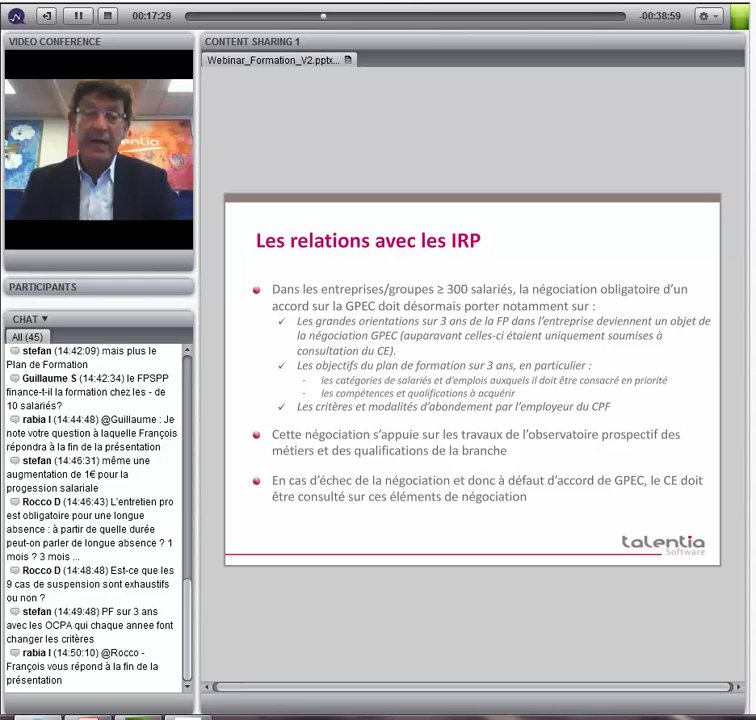 00:17:29
-00:38:59
VIDEO CONFERENCE
entia
PARTICIPANTS
CHAT
All (45)
stefan (14:42:09) mais plus le
Plan de Formation
Guillaume S (14:42:34) le FPSPP
finance-t-il la formation chez les - de
10 salariés?
rabia I (14:44:48) @Guillaume : Je
note votre question à laquelle François
répondra à la fin de la présentation
stefan (14:46:31) même une
augmentation de 1€ pour la
progession salariale
Rocco D (14:46:43) L'entretien pro
est obligatoire pour une longue
absence : à partir de quelle durée
peut-on parler de longue absence ? 1
mois ? 3 mois ...
Rocco D (14:48:48) Est-ce que les
9 cas de suspension sont exhaustifs
ou non ?
stefan (14:49:48) PF sur 3 ans
avec les OCPA qui chaque annee font
changer les critères
rabia I (14:50:10) @Rocco -
François vous répond à la fin de la
présentation
CONTENT SHARING 1
Webinar_Formation_V2.pptx...
Les relations avec les IRP
Dans les entreprises/groupes ≥ 300 salariés, la négociation obligatoire d'un
accord sur la GPEC doit désormais porter notamment sur :
Les grandes orientations sur 3 ans de la FP dans l'entreprise deviennent un objet de
la négociation GPEC (auparavant celles-ci étaient uniquement soumises à
consultation du CE).
Les objectifs du plan de formation sur 3 ans, en particulier :
- les catégories de salariés et d'emplois auxquels il doit être consacré en priorité
- les compétences et qualifications à acquérir
Les critères et modalités d'abondement par l'employeur du CPF
Cette négociation s'appuie sur les travaux de l'observatoire prospectif des
métiers et des qualifications de la branche
En cas d'échec de la négociation et donc à défaut d'accord de GPEC, le CE doit
être consulté sur ces éléments de négociation
talentia
Software